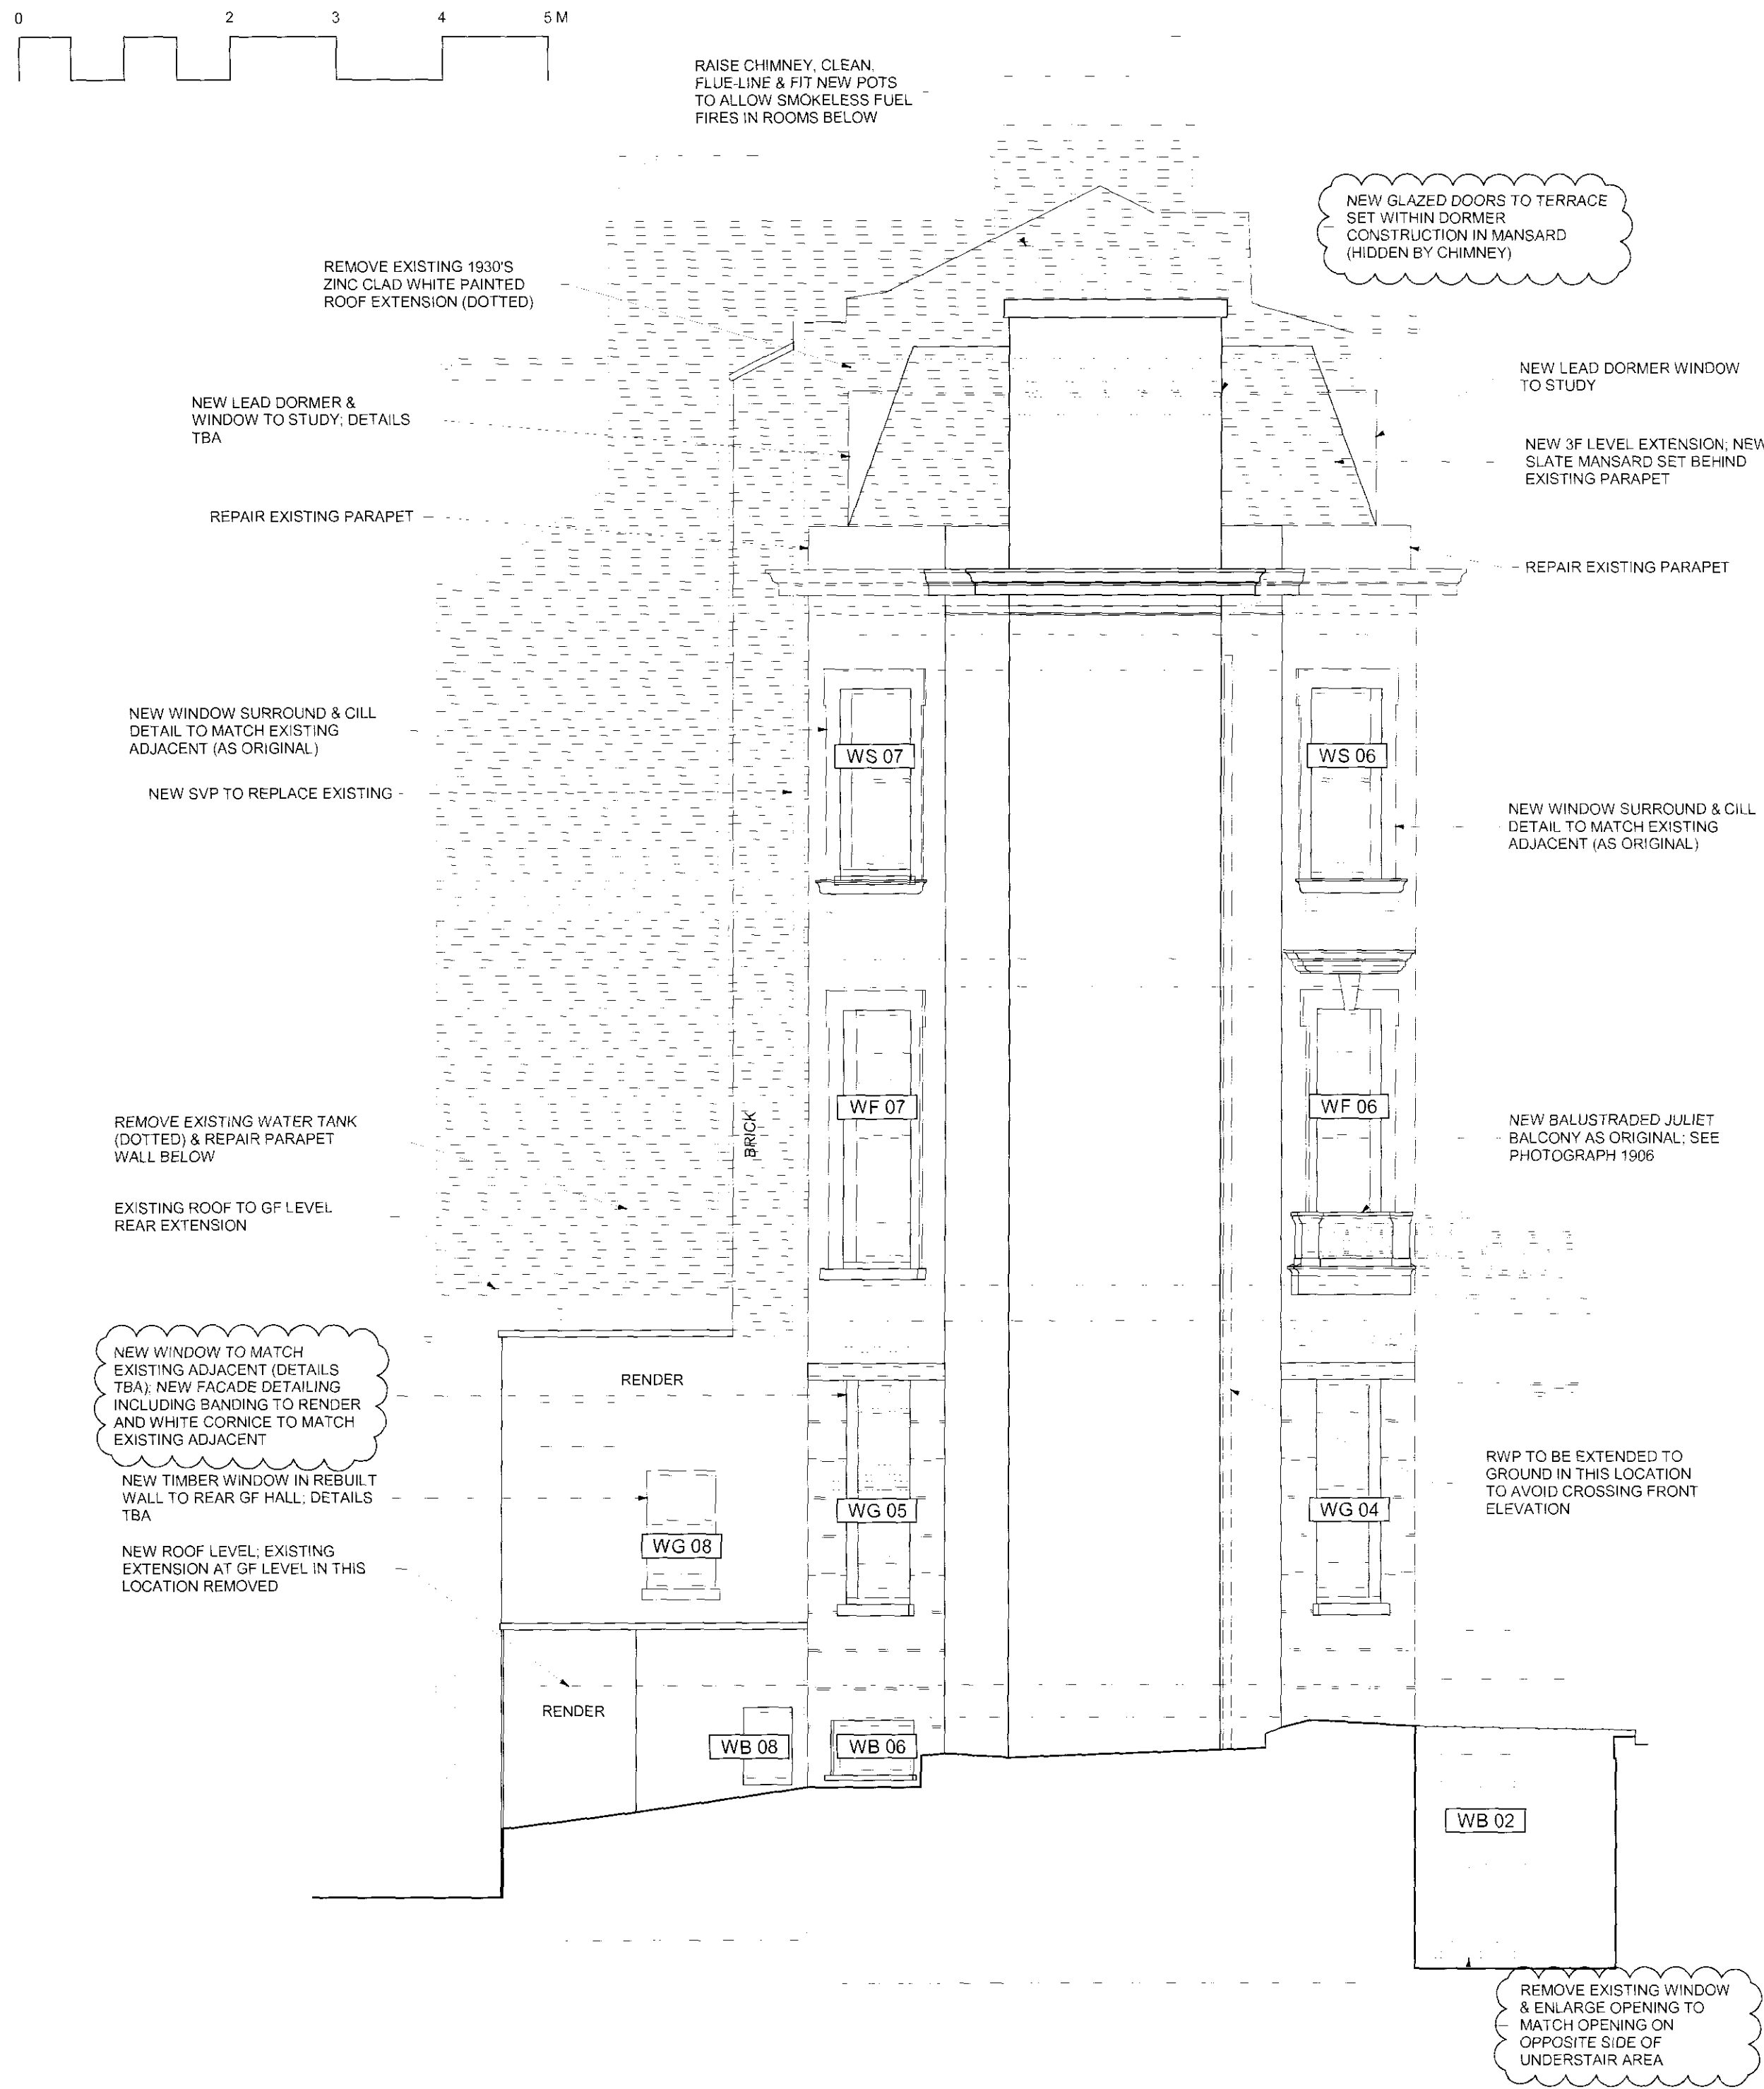 0 2 3 4 5 M
RAISE CHIMNEY, CLEAN,
FLUE-LINE & FIT NEW POTS
TO ALLOW SMOKELESS FUEL
FIRES IN ROOMS BELOW
NEW GLAZED DOORS TO TERRACE
SET WITHIN DORMER
CONSTRUCTION IN MANSARD
(HIDDEN BY CHIMNEY)
REMOVE EXISTING 1930'S
ZINC CLAD WHITE PAINTED
ROOF EXTENSION (DOTTED)
NEW LEAD DORMER WINDOW
TO STUDY
NEW LEAD DORMER &
WINDOW TO STUDY; DETAILS
TBA
NEW 3F LEVEL EXTENSION; NEW
SLATE MANSARD SET BEHIND
EXISTING PARAPET
REPAIR EXISTING PARAPET
REPAIR EXISTING PARAPET
NEW WINDOW SURROUND & CILL
DETAIL TO MATCH EXISTING
ADJACENT (AS ORIGINAL)
WS 07
WS 06
NEW SVP TO REPLACE EXISTING
NEW WINDOW SURROUND & CILL
DETAIL TO MATCH EXISTING
ADJACENT (AS ORIGINAL)
REMOVE EXISTING WATER TANK
(DOTTED) & REPAIR PARAPET
WALL BELOW
BRICK
WF 07
WF 06
NEW BALUSTRADED JULIET
BALCONY AS ORIGINAL; SEE
PHOTOGRAPH 1906
EXISTING ROOF TO GF LEVEL
REAR EXTENSION
NEW WINDOW TO MATCH
EXISTING ADJACENT (DETAILS
TBA); NEW FACADE DETAILING
INCLUDING BANDING TO RENDER
AND WHITE CORNICE TO MATCH
EXISTING ADJACENT
RENDER
NEW TIMBER WINDOW IN REBUILT
WALL TO REAR GF HALL; DETAILS
TBA
WG 08
WG 05
WG 04
RWP TO BE EXTENDED TO
GROUND IN THIS LOCATION
TO AVOID CROSSING FRONT
ELEVATION
NEW ROOF LEVEL; EXISTING
EXTENSION AT GF LEVEL IN THIS
LOCATION REMOVED
RENDER
WB 08
WB 06
WB 02
REMOVE EXISTING WINDOW
& ENLARGE OPENING TO
MATCH OPENING ON
OPPOSITE SIDE OF
UNDERSTAIR AREA